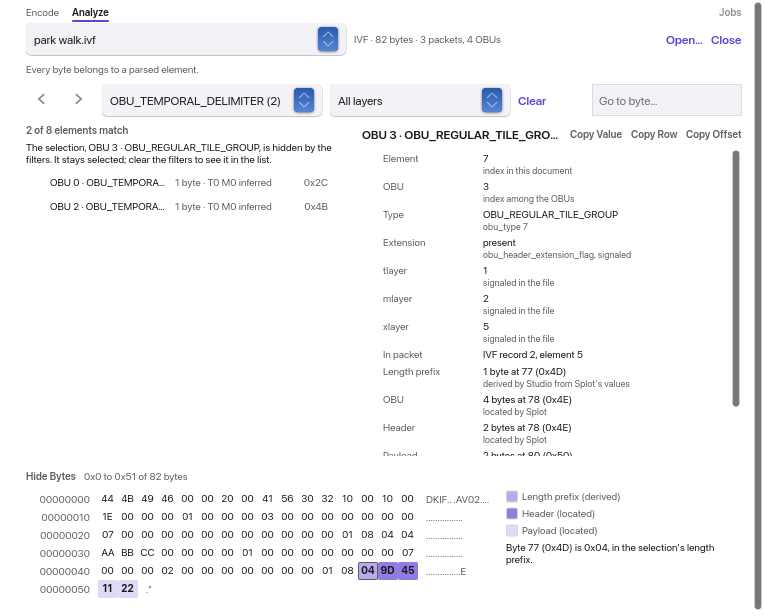 Encode Analyze Jobs
park walk.ivf IVF · 82 bytes · 3 packets, 4 OBUs Open... Close
Every byte belongs to a parsed element.
OBU_TEMPORAL_DELIMITER (2) All layers Clear Go to byte...
2 of 8 elements match
The selection, OBU 3 · OBU_REGULAR_TILE_GROUP, is hidden by the
filters. It stays selected; clear the filters to see it in the list.
OBU 0 · OBU_TEMPORA... 1 byte · T0 M0 inferred 0x2C
OBU 2 · OBU_TEMPORA... 1 byte · T0 M0 inferred 0x4B
OBU 3 · OBU_REGULAR_TILE_GRO... Copy Value Copy Row Copy Offset
Element 7
index in this document
OBU 3
index among the OBUs
Type OBU_REGULAR_TILE_GROUP
obu_type 7
Extension present
obu_header_extension_flag, signaled
tlayer 1
signaled in the file
mlayer 2
signaled in the file
xlayer 5
signaled in the file
In packet IVF record 2, element 5
Length prefix 1 byte at 77 (0x4D)
derived by Studio from Splot's values
OBU 4 bytes at 78 (0x4E)
located by Splot
Header 2 bytes at 78 (0x4E)
located by Splot
Payload 2 bytes at 80 (0x50)
Hide Bytes 0x0 to 0x51 of 82 bytes
00000000 44 4B 49 46 00 00 20 00 41 56 30 32 10 00 10 00 DKIF.. .AV02....
00000010 1E 00 00 00 01 00 00 00 03 00 00 00 00 00 00 00 ................
00000020 07 00 00 00 00 00 00 00 00 00 00 00 01 08 04 04 ................
00000030 AA BB CC 00 00 00 00 01 00 00 00 00 00 00 00 07 ................
00000040 00 00 00 02 00 00 00 00 00 00 00 01 08 04 9D 45 ...............E
00000050 11 22 ."
Length prefix (derived)
Header (located)
Payload (located)
Byte 77 (0x4D) is 0x04, in the selection's length
prefix.